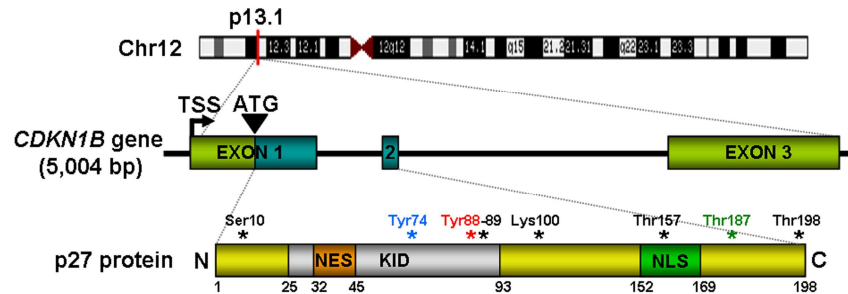 p13.1
Chr12 12.3 12.1 12q12 14.1 q15 21.2 21.31 q22 23.1 23.3
TSS ATG
CDKN1B gene
(5,004 bp)
EXON 1 2 EXON 3
Ser10 Tyr74 Tyr88-89 Lys100 Thr157 Thr187 Thr198
* * * * * * * *
p27 protein N NES KID NLS C
1 25 32 45 93 152 169 198